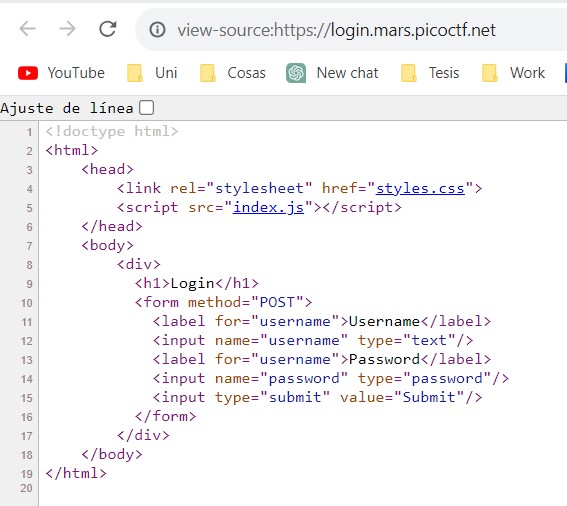 view-source:https://login.mars.picoctf.net
YouTube Uni Cosas New chat Tesis Work
Ajuste de línea
1 <!doctype html>
2 <html>
3 <head>
4 <link rel="stylesheet" href="styles.css">
5 <script src="index.js"></script>
6 </head>
7 <body>
8 <div>
9 <h1>Login</h1>
10 <form method="POST">
11 <label for="username">Username</label>
12 <input name="username" type="text"/>
13 <label for="username">Password</label>
14 <input name="password" type="password"/>
15 <input type="submit" value="Submit"/>
16 </form>
17 </div>
18 </body>
19 </html>
20